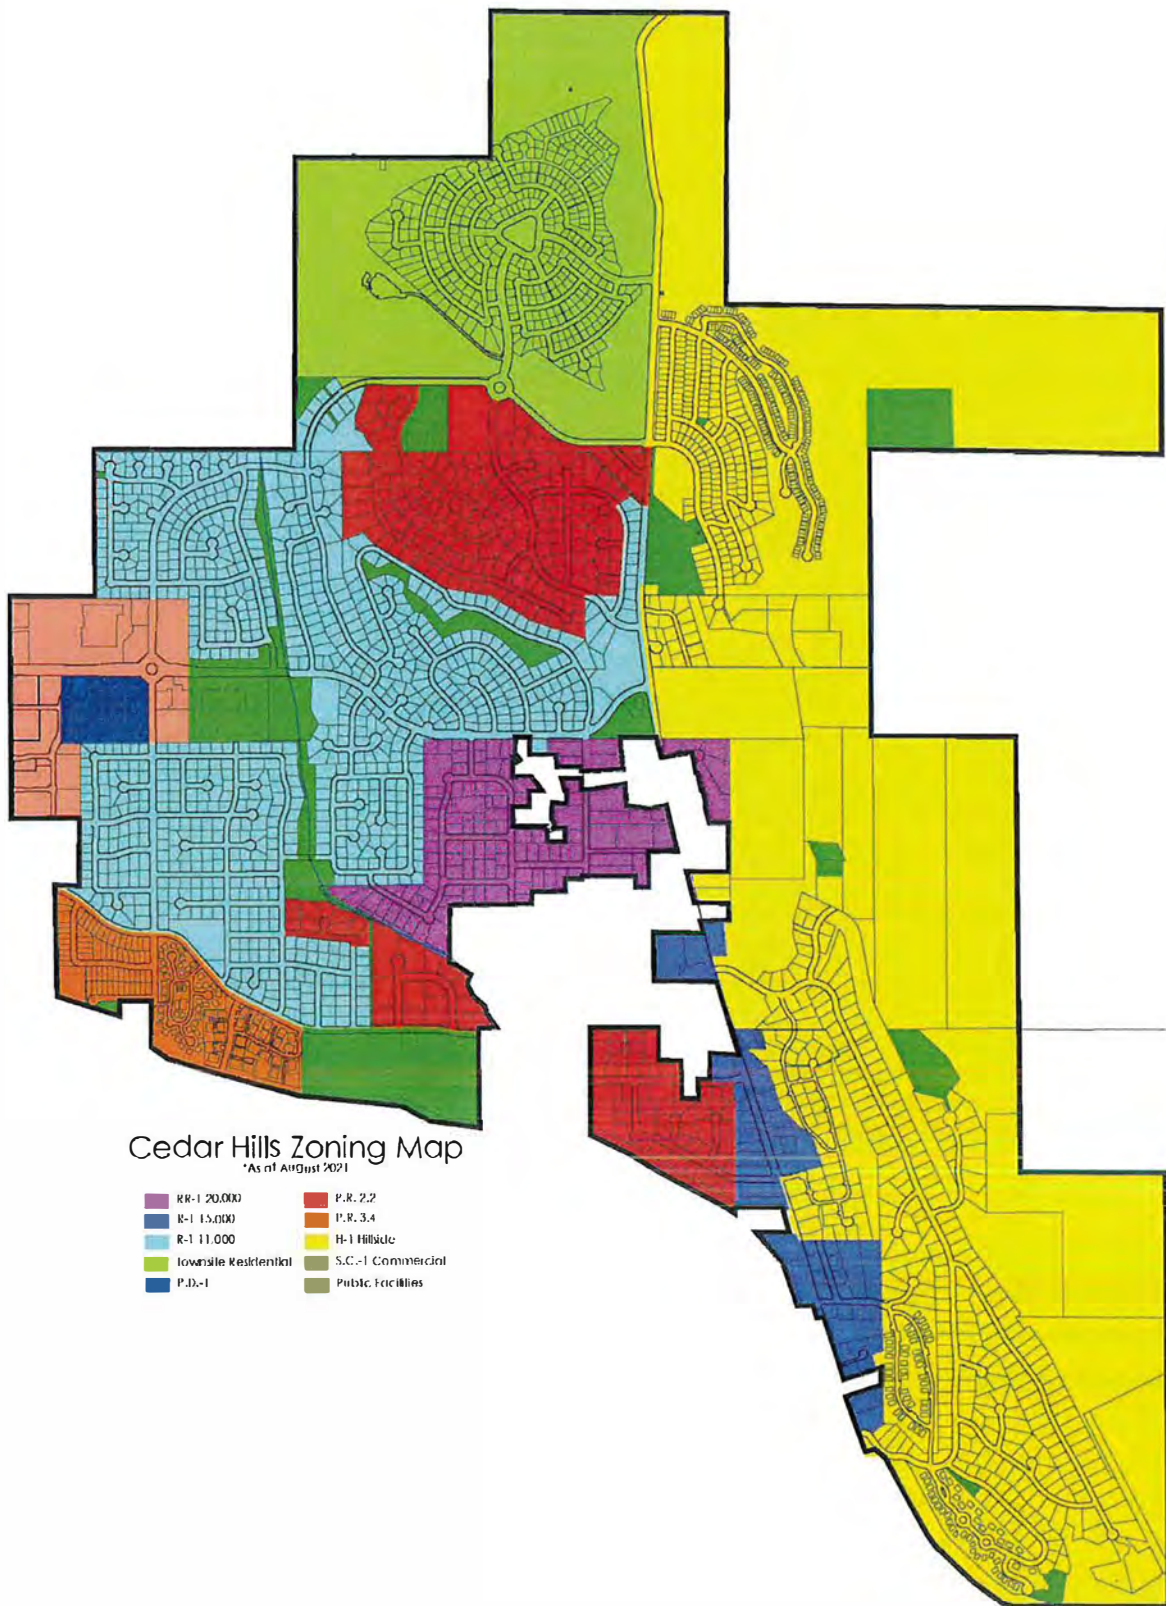 Cedar Hills Zoning Map
*As of August 2021
RR-1 20,000
R-1 15,000
R-1 11,000
Townsite Residential
P.D.-1
P.R. 2.2
P.R. 3.4
H-1 Hillside
S.C.-1 Commercial
Public Facilities